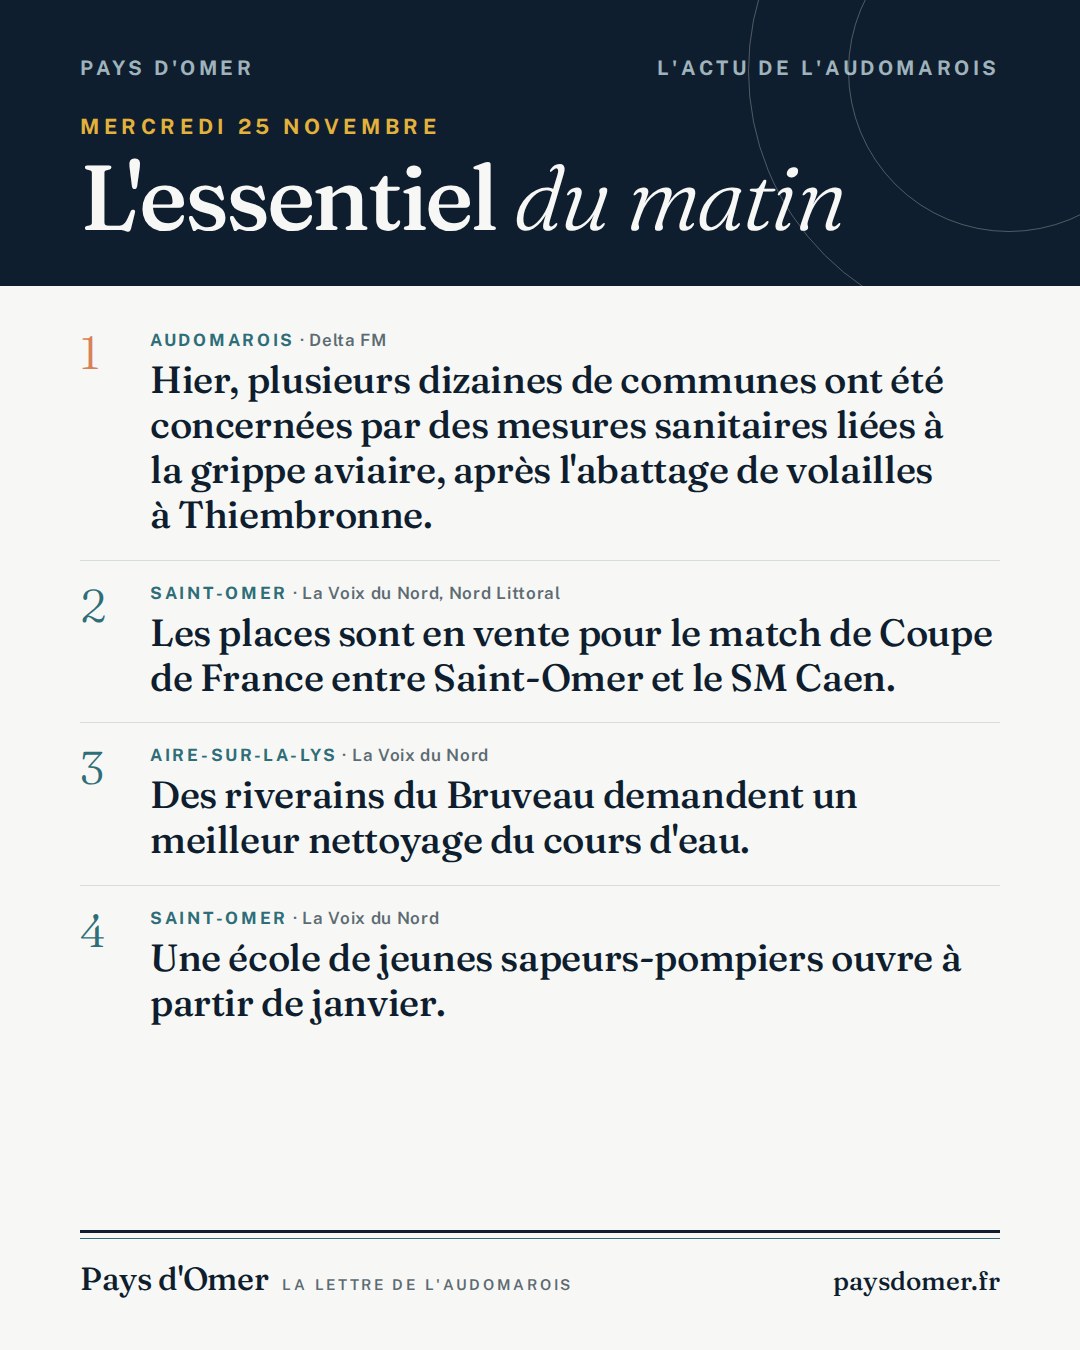 PAYS D'OMER
L'ACTU DE L'AUDOMAROIS
MERCREDI 25 NOVEMBRE
L'essentiel du matin
1
AUDOMAROIS · Delta FM
Hier, plusieurs dizaines de communes ont été
concernées par des mesures sanitaires liées à
la grippe aviaire, après l'abattage de volailles
à Thiembronne.
2
SAINT-OMER · La Voix du Nord, Nord Littoral
Les places sont en vente pour le match de Coupe
de France entre Saint-Omer et le SM Caen.
3
AIRE-SUR-LA-LYS · La Voix du Nord
Des riverains du Bruveau demandent un
meilleur nettoyage du cours d'eau.
4
SAINT-OMER · La Voix du Nord
Une école de jeunes sapeurs-pompiers ouvre à
partir de janvier.
Pays d'Omer LA LETTRE DE L'AUDOMAROIS
paysdomer.fr